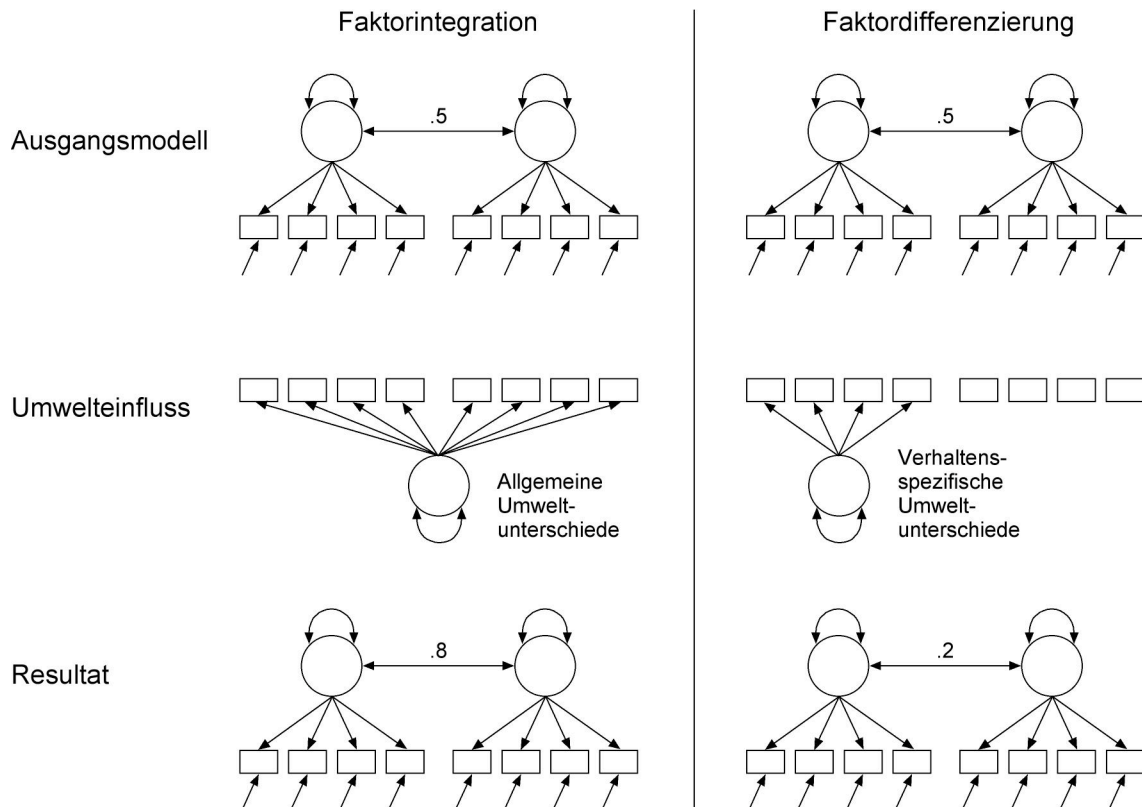 Faktorintegration
Faktordifferenzierung
Ausgangsmodell
.5
.5
Umwelteinfluss
Allgemeine
Umwelt-
unterschiede
Verhaltens-
spezifische
Umwelt-
unterschiede
Resultat
.8
.2